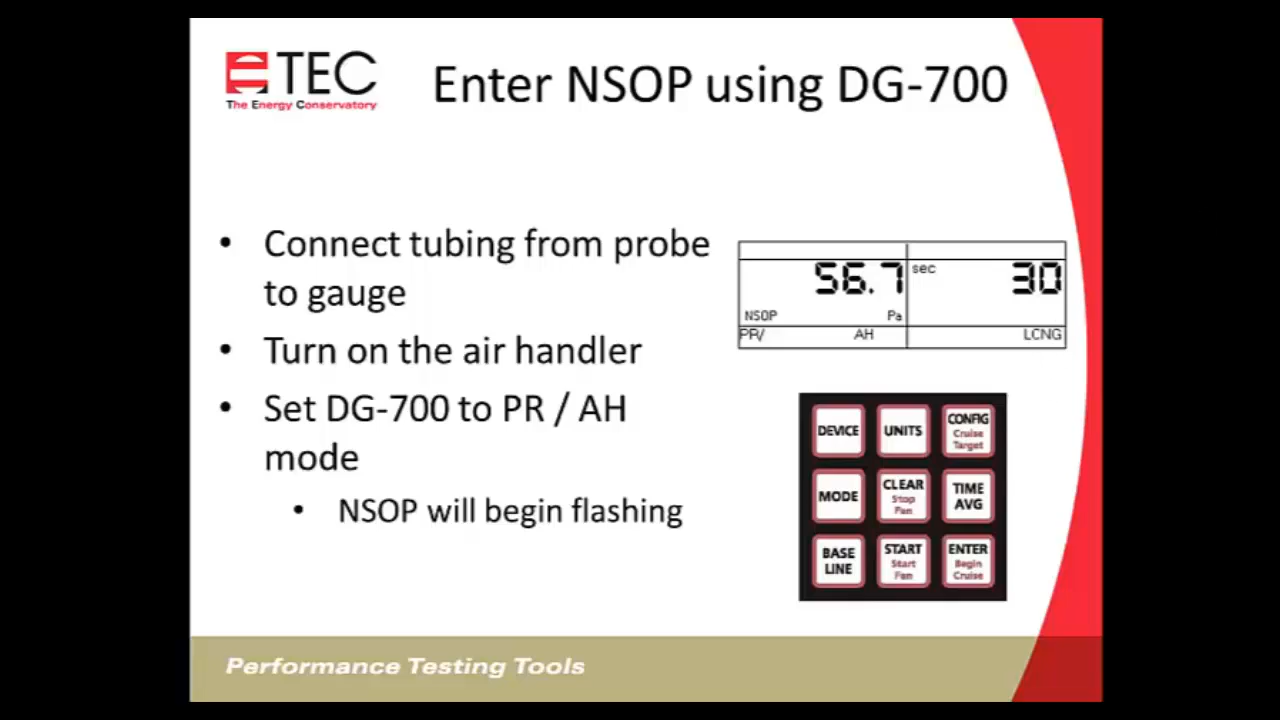 TEC
The Energy Conservatory
Enter NSOP using DG-700
• Connect tubing from probe
to gauge
• Turn on the air handler
• Set DG-700 to PR / AH
mode
• NSOP will begin flashing
56.7 sec 30
NSOP Pa
PR/ AH LCNG
DEVICE UNITS CONFIG
Cruise
Target
MODE CLEAR TIME
Stop AVG
Fan
BASE START ENTER
LINE Start Begin
Fan Cruise
Performance Testing Tools